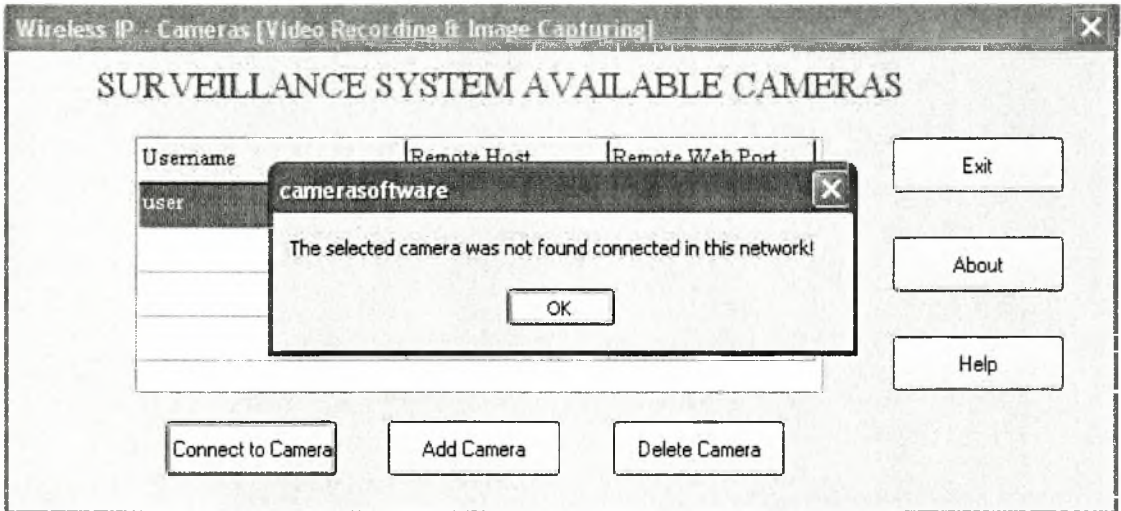 Wireless IP - Cameras [Video Recording & Image Capturing]
SURVEILLANCE SYSTEM AVAILABLE CAMERAS
Username Remote Host Remote Web Port
user
camerasoftware
The selected camera was not found connected in this network!
OK
Exit
About
Help
Connect to Camera Add Camera Delete Camera